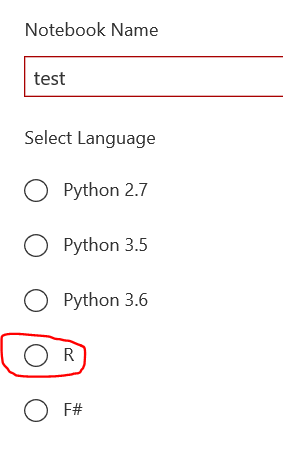 Notebook Name
test
Select Language
Python 2.7
Python 3.5
Python 3.6
R
F#